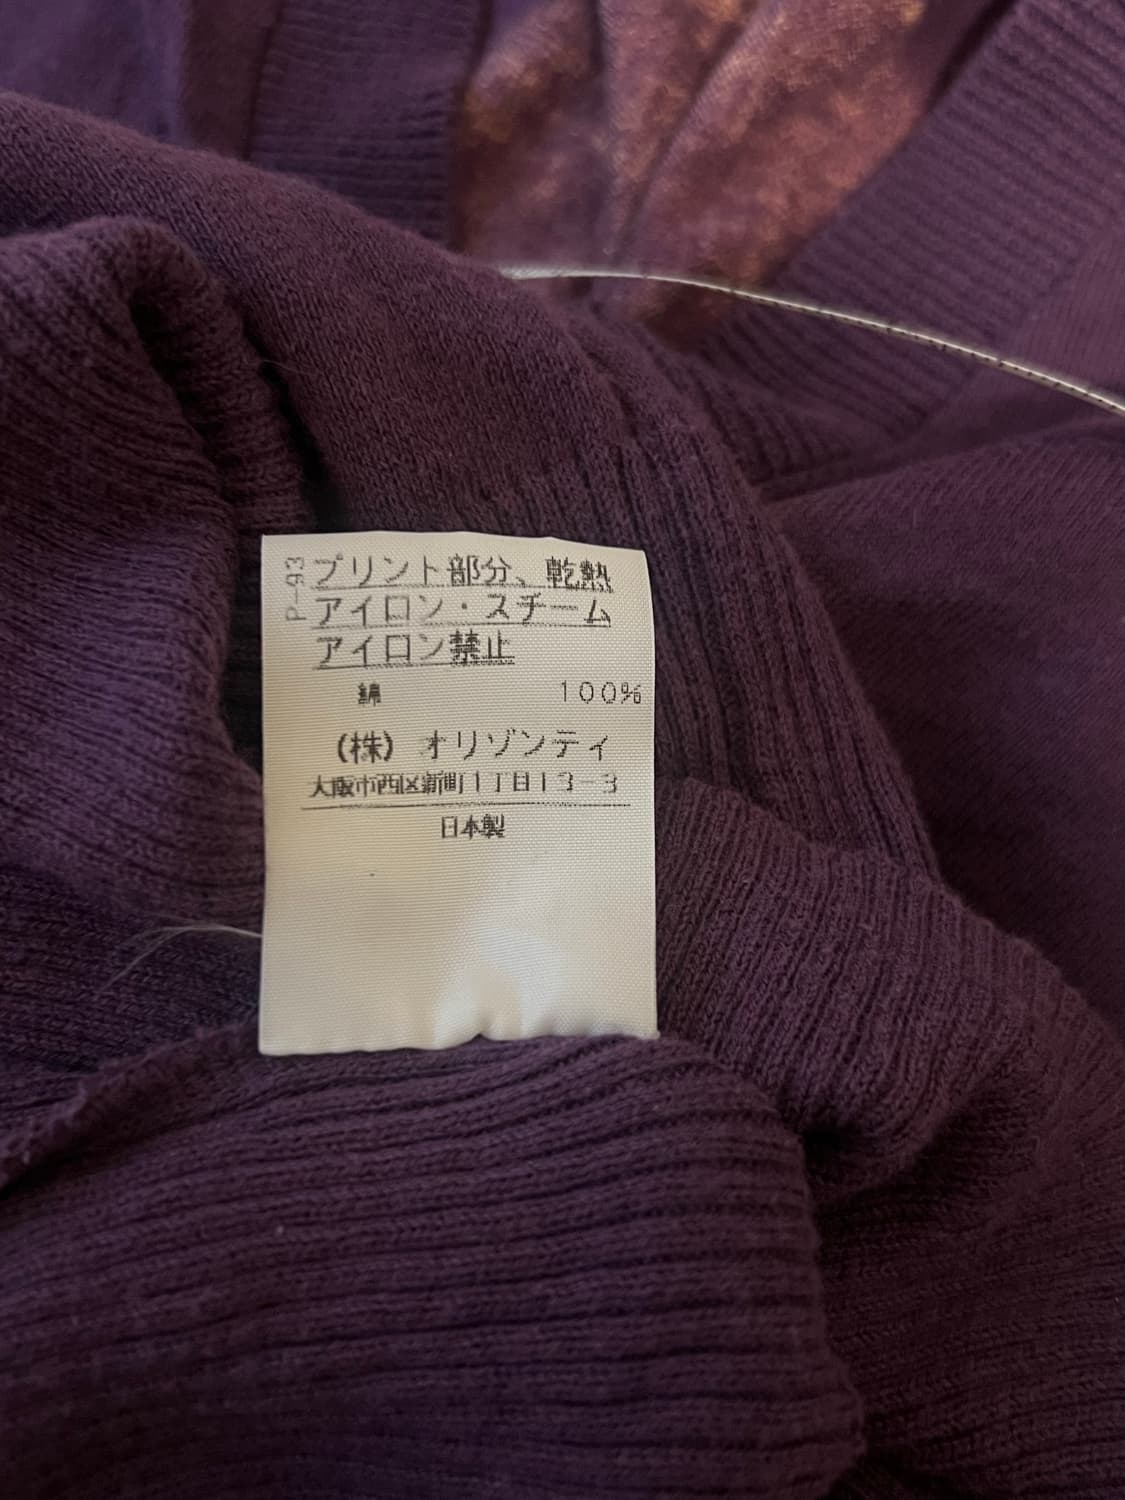 P-93
プリント部分、乾熱
アイロン・スチーム
アイロン禁止
綿 100%
(株) オリゾンティ
大阪市西区新町1丁目13-3
日本製